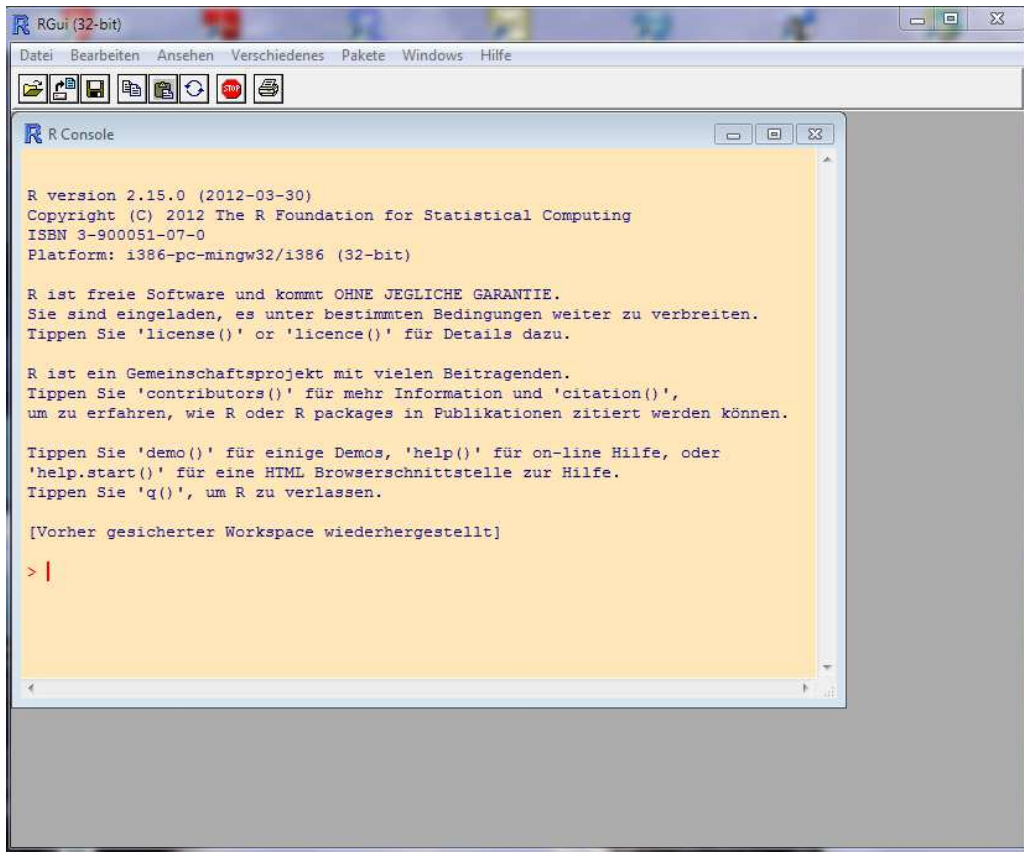 RGui (32-bit)
Datei Bearbeiten Ansehen Verschiedenes Pakete Windows Hilfe
STOP
R Console
R version 2.15.0 (2012-03-30)
Copyright (C) 2012 The R Foundation for Statistical Computing
ISBN 3-900051-07-0
Platform: i386-pc-mingw32/i386 (32-bit)
R ist freie Software und kommt OHNE JEGLICHE GARANTIE.
Sie sind eingeladen, es unter bestimmten Bedingungen weiter zu verbreiten.
Tippen Sie 'license()' or 'licence()' für Details dazu.
R ist ein Gemeinschaftsprojekt mit vielen Beitragenden.
Tippen Sie 'contributors()' für mehr Information und 'citation()',
um zu erfahren, wie R oder R packages in Publikationen zitiert werden können.
Tippen Sie 'demo()' für einige Demos, 'help()' für on-line Hilfe, oder
'help.start()' für eine HTML Browserschnittstelle zur Hilfe.
Tippen Sie 'q()', um R zu verlassen.
[Vorher gesicherter Workspace wiederhergestellt]
>